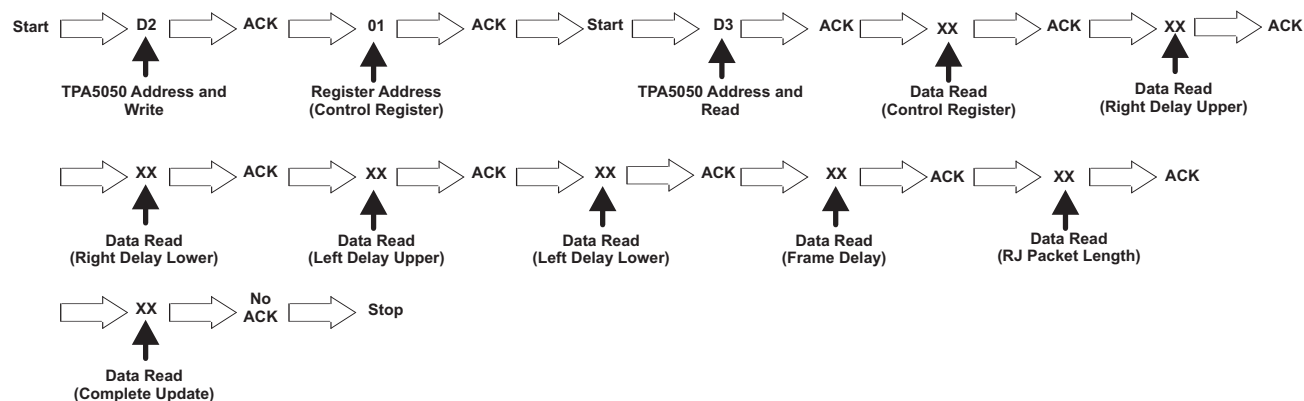 Start D2 ACK 01 ACK Start D3 ACK XX ACK XX ACK
TPA5050 Address and
Write
Register Address
(Control Register)
TPA5050 Address and
Read
Data Read
(Control Register)
Data Read
(Right Delay Upper)
XX ACK XX ACK XX ACK XX ACK XX ACK
Data Read
(Right Delay Lower)
Data Read
(Left Delay Upper)
Data Read
(Left Delay Lower)
Data Read
(Frame Delay)
Data Read
(RJ Packet Length)
XX No
ACK Stop
Data Read
(Complete Update)